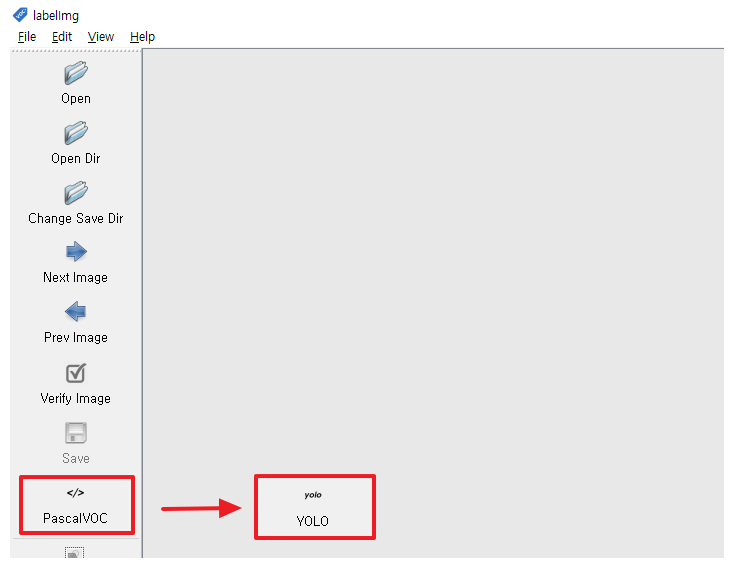 labelImg
File Edit View Help
Open
Open Dir
Change Save Dir
Next Image
Prev Image
Verify Image
Save
</>
PascalVOC
yolo
YOLO